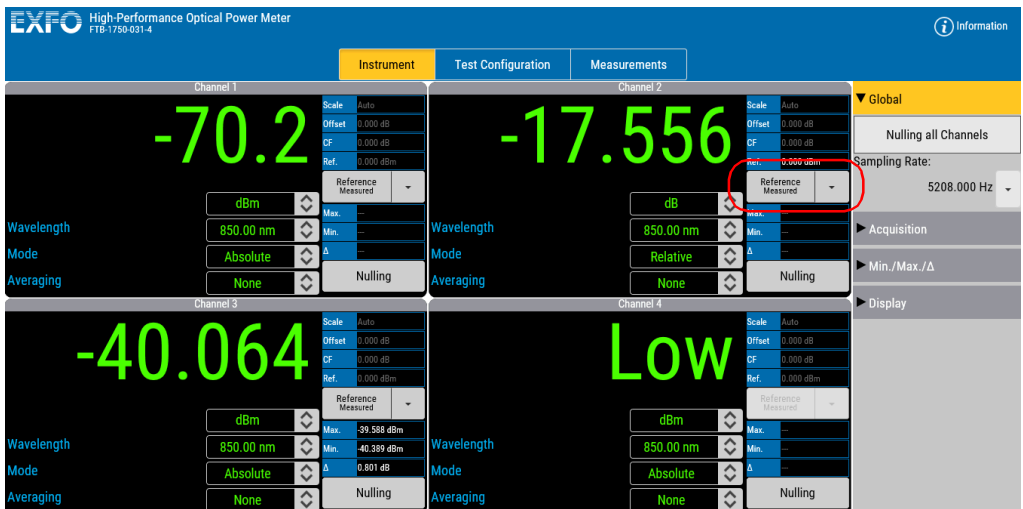 EXFO High-Performance Optical Power Meter
FTB-1750-031-4
i Information
Instrument Test Configuration Measurements
Channel 1
-70.2
Scale Auto
Offset 0.000 dB
CF 0.000 dB
Ref. 0.000 dBm
Reference
Measured
dBm
Max. --
Wavelength 850.00 nm
Min. --
Mode Absolute
Δ --
Averaging None
Nulling
Channel 2
-17.556
Scale Auto
Offset 0.000 dB
CF 0.000 dB
Ref. 0.000 dBm
Reference
Measured
dB
Max. --
Wavelength 850.00 nm
Min. --
Mode Relative
Δ --
Averaging None
Nulling
Channel 3
-40.064
Scale Auto
Offset 0.000 dB
CF 0.000 dB
Ref. 0.000 dBm
Reference
Measured
dBm
Max. -39.588 dBm
Wavelength 850.00 nm
Min. -40.389 dBm
Mode Absolute
Δ 0.801 dB
Averaging None
Nulling
Channel 4
Low
Scale Auto
Offset 0.000 dB
CF 0.000 dB
Ref. 0.000 dBm
Reference
Measured
dBm
Max. --
Wavelength 850.00 nm
Min. --
Mode Absolute
Δ --
Averaging None
Nulling
Global
Nulling all Channels
Sampling Rate:
5208.000 Hz
Acquisition
Min./Max./Δ
Display